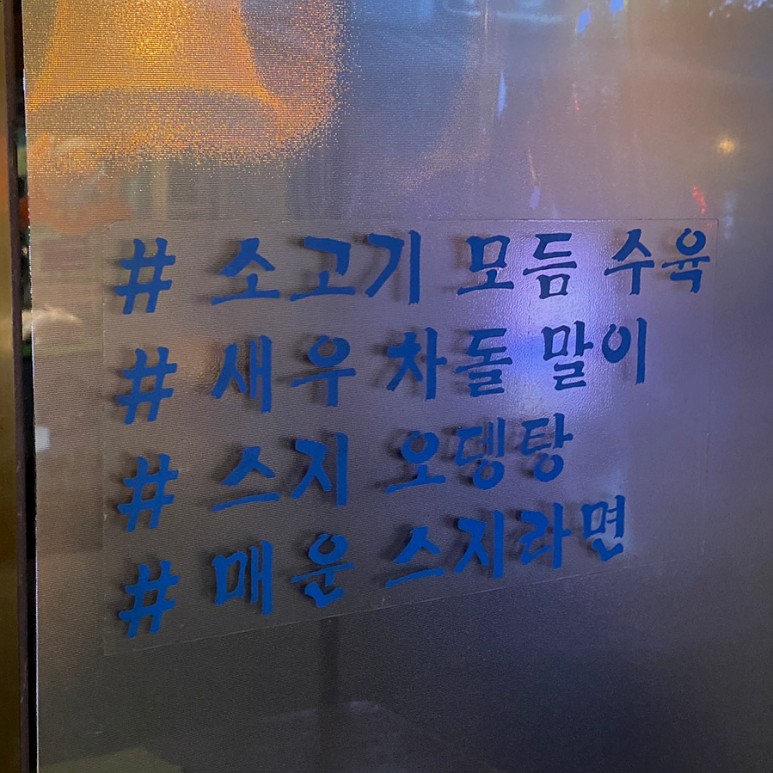 # 소고기 모듬 수육
# 새우 차돌 말이
# 스지 오뎅탕
# 매운 스지라면